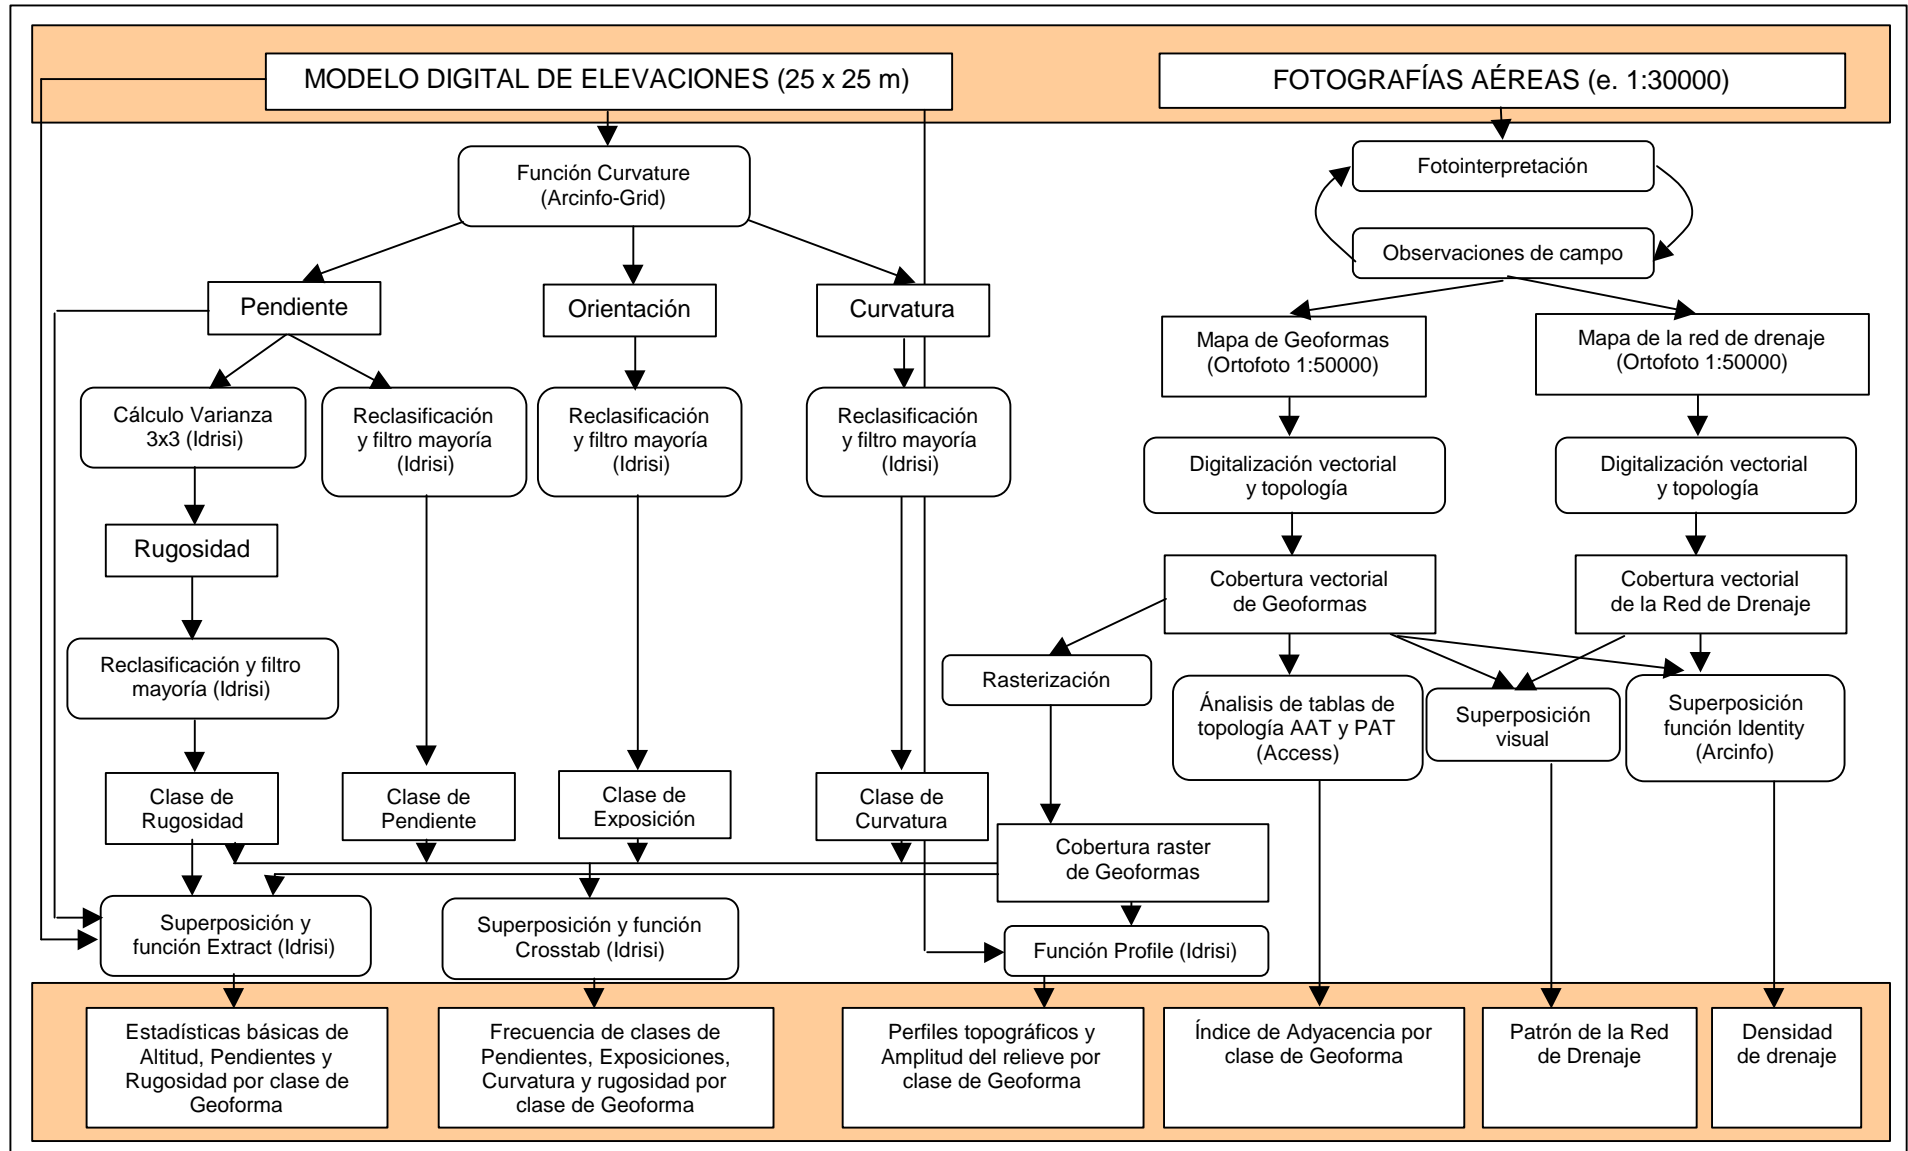 MODELO DIGITAL DE ELEVACIONES (25 x 25 m)
FOTOGRAFÍAS AÉREAS (e. 1:30000)
Función Curvature
(Arcinfo-Grid)
Fotointerpretación
Observaciones de campo
Pendiente
Orientación
Curvatura
Mapa de Geoformas
(Ortofoto 1:50000)
Mapa de la red de drenaje
(Ortofoto 1:50000)
Cálculo Varianza
3x3 (Idrisi)
Reclasificación
y filtro mayoría
(Idrisi)
Reclasificación
y filtro mayoría
(Idrisi)
Reclasificación
y filtro mayoría
(Idrisi)
Digitalización vectorial
y topología
Digitalización vectorial
y topología
Rugosidad
Cobertura vectorial
de Geoformas
Cobertura vectorial
de la Red de Drenaje
Reclasificación y filtro
mayoría (Idrisi)
Rasterización
Ánalisis de tablas de
topología AAT y PAT
(Access)
Superposición
visual
Superposición
función Identity
(Arcinfo)
Clase de
Rugosidad
Clase de
Pendiente
Clase de
Exposición
Clase de
Curvatura
Cobertura raster
de Geoformas
Superposición y
función Extract (Idrisi)
Superposición y función
Crosstab (Idrisi)
Función Profile (Idrisi)
Estadísticas básicas de
Altitud, Pendientes y
Rugosidad por clase de
Geoforma
Frecuencia de clases de
Pendientes, Exposiciones,
Curvatura y rugosidad por
clase de Geoforma
Perfiles topográficos y
Amplitud del relieve por
clase de Geoforma
Índice de Adyacencia por
clase de Geoforma
Patrón de la Red
de Drenaje
Densidad
de drenaje